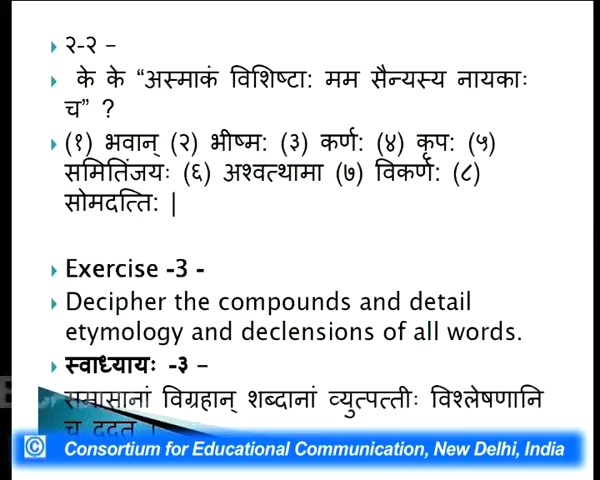 २-२ –
के के “अस्माकं विशिष्टा: मम सैन्यस्य नायकाः
च” ?
(१) भवान् (२) भीष्म: (३) कर्ण: (४) कृप: (५)
समितिंजयः (६) अश्वत्थामा (७) विकर्ण: (८)
सोमदत्ति: |
Exercise -3 -
Decipher the compounds and detail
etymology and declensions of all words.
स्वाध्यायः -३ –
समासानां विग्रहान् शब्दानां व्युत्पत्तीः विश्लेषणानि
च ददत ।
© Consortium for Educational Communication, New Delhi, India